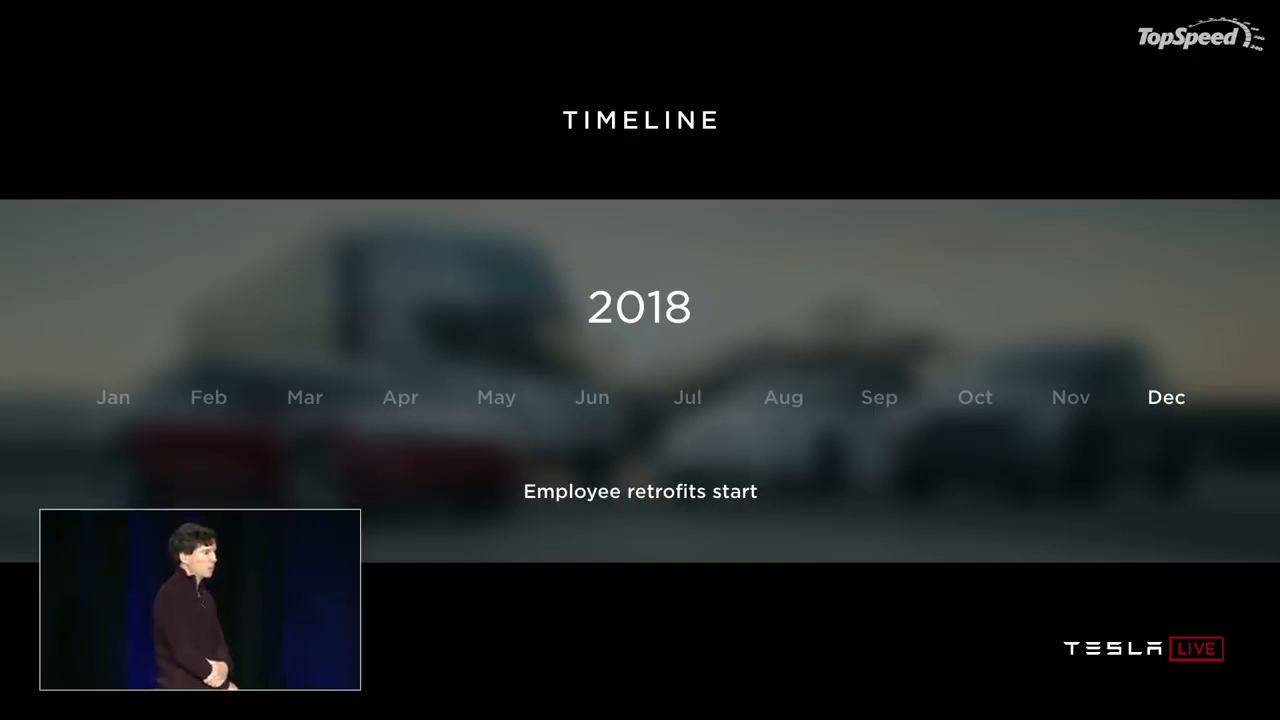 TopSpeed
TIMELINE
2018
Jan Feb Mar Apr May Jun Jul Aug Sep Oct Nov Dec
Employee retrofits start
TESLA LIVE